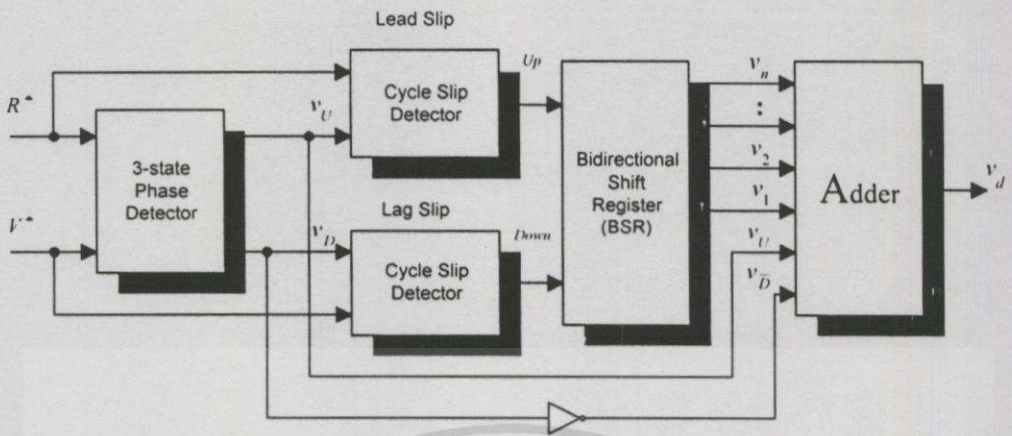 Lead Slip
Up
Cycle Slip
Detector
R
v_U
3-state
Phase
Detector
V
v_D
Lag Slip
Cycle Slip
Detector
Down
Bidirectional
Shift
Register
(BSR)
v_n
:
v_2
v_1
v_U
v_D̅
Adder
v_d